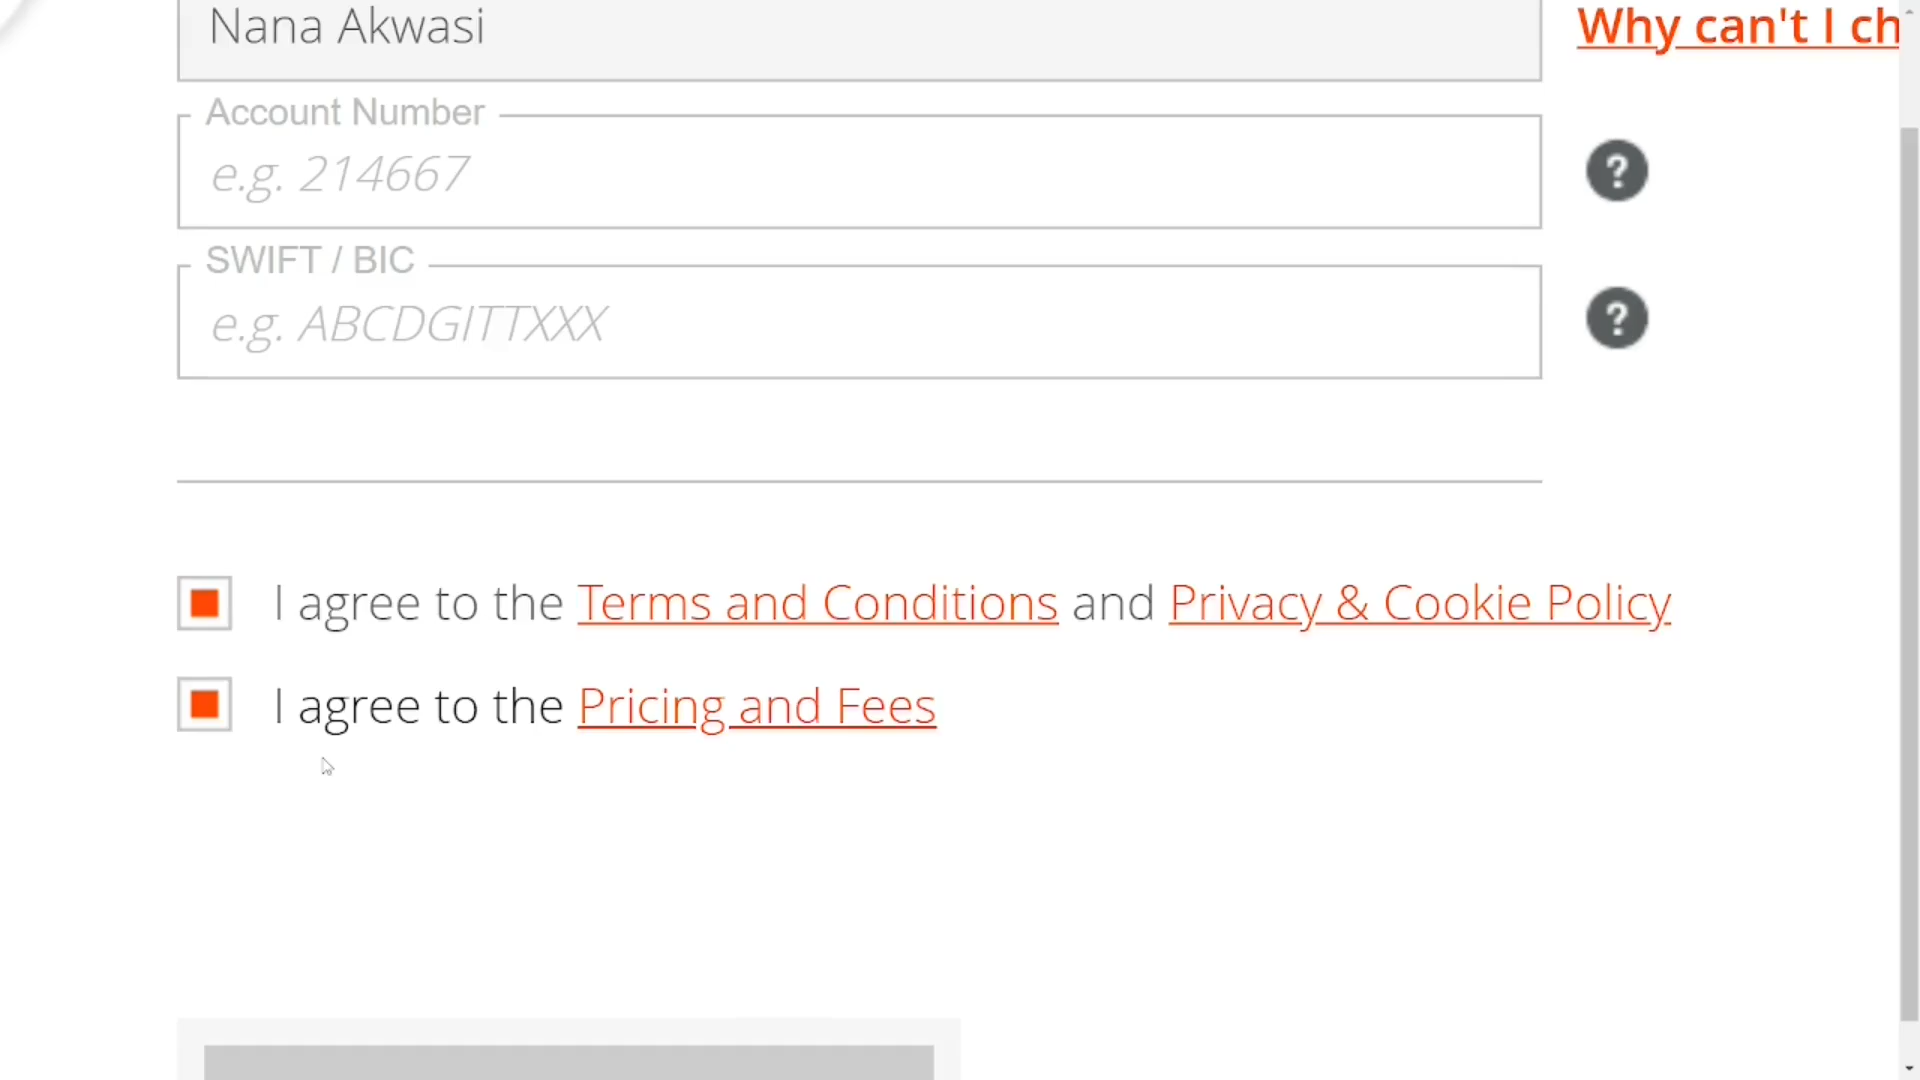 Nana Akwasi
Why can't I ch
Account Number
e.g. 214667
?
SWIFT / BIC
e.g. ABCDGITTXXX
?
I agree to the Terms and Conditions and Privacy & Cookie Policy
I agree to the Pricing and Fees